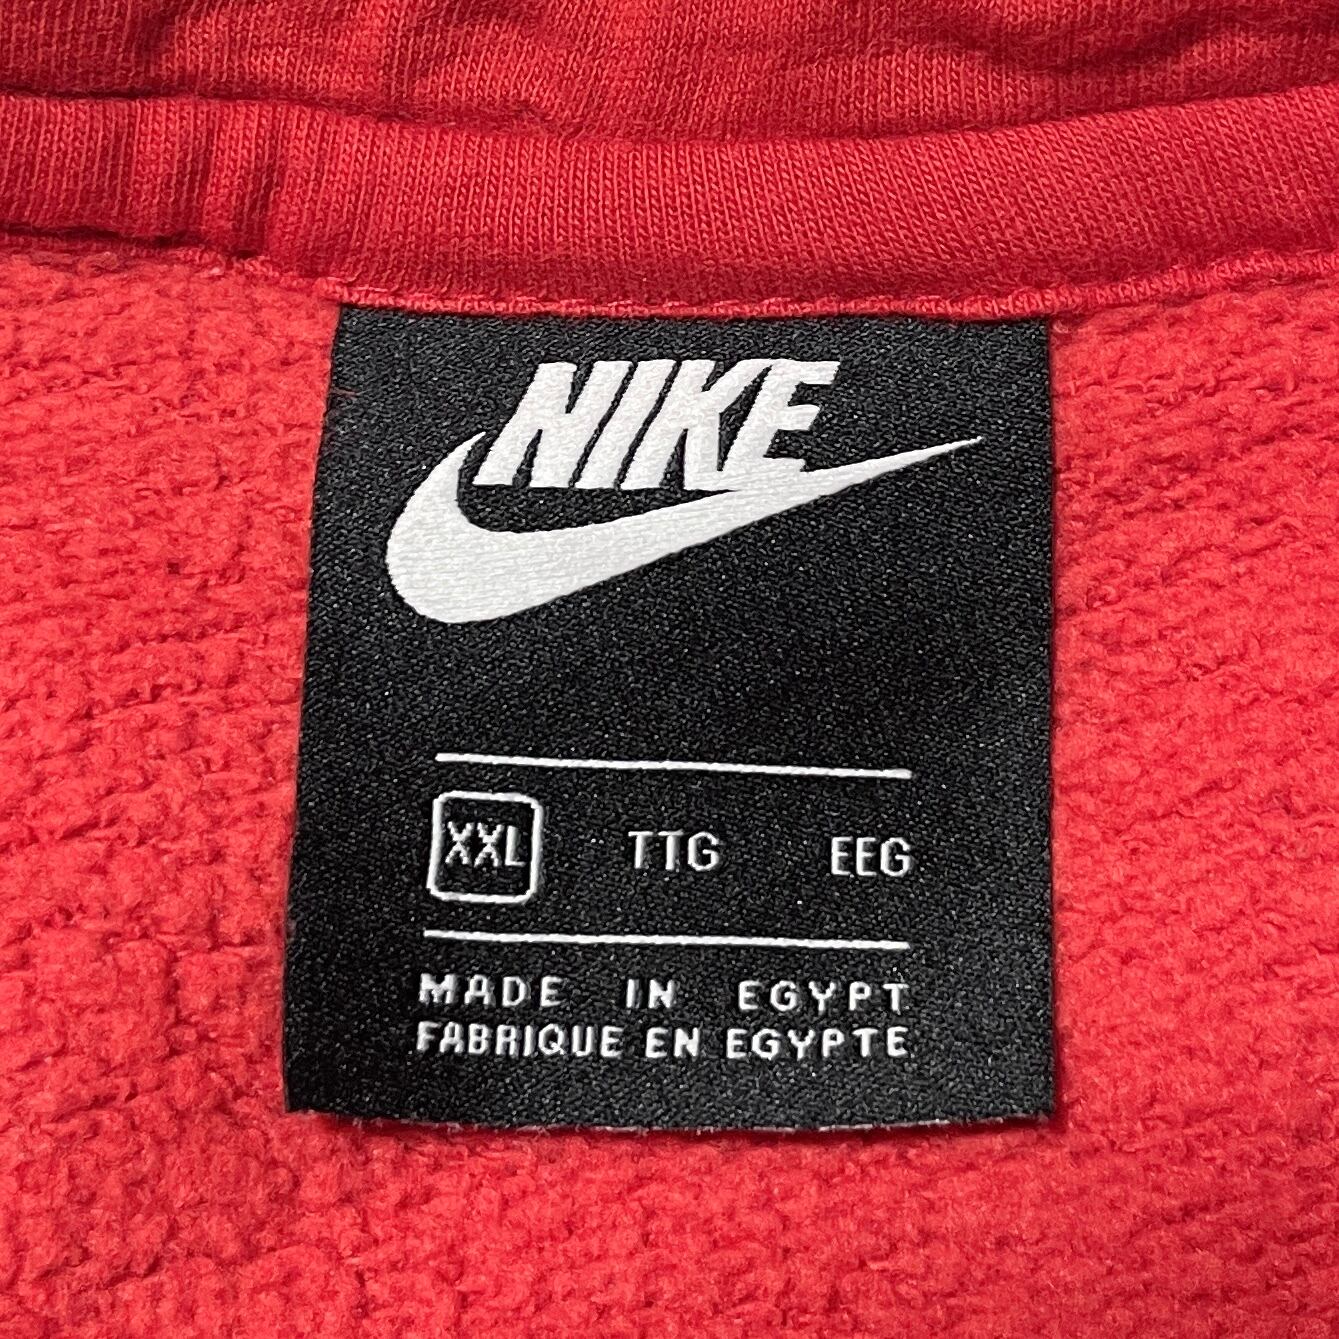 NIKE
XXL TTG EEG
MADE IN EGYPT
FABRIQUE EN EGYPTE